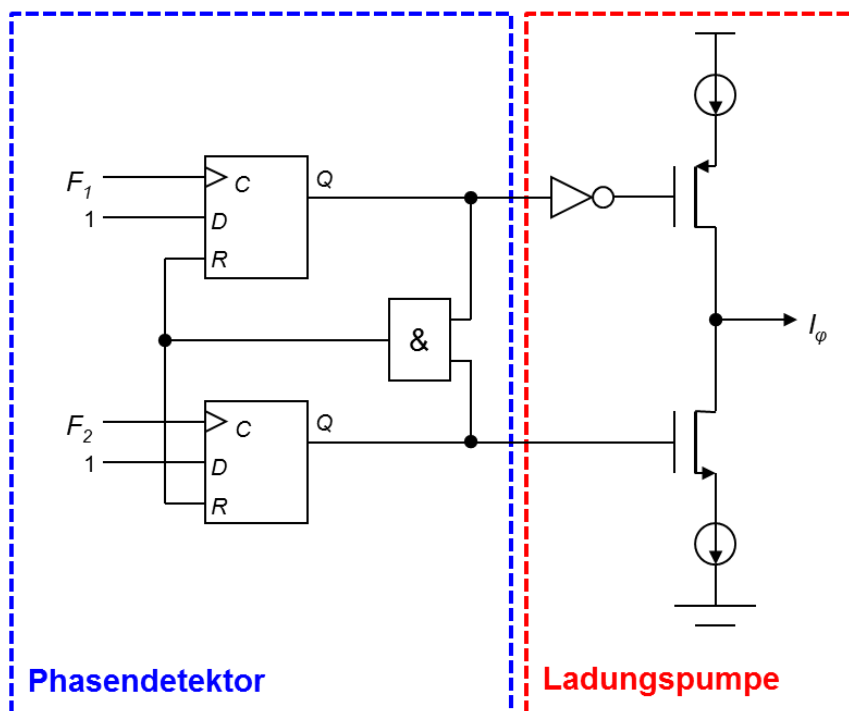 F1
1
C
D
R
Q
&
F2
1
C
D
R
Q
Iφ
Phasendetektor
Ladungspumpe